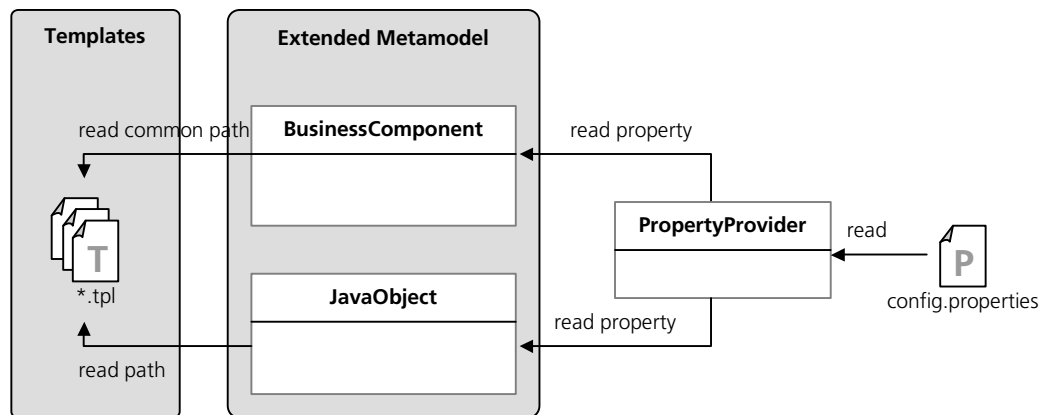 Templates
Extended Metamodel
read common path
BusinessComponent
read property
PropertyProvider
read
T
*.tpl
P
config.properties
JavaObject
read property
read path